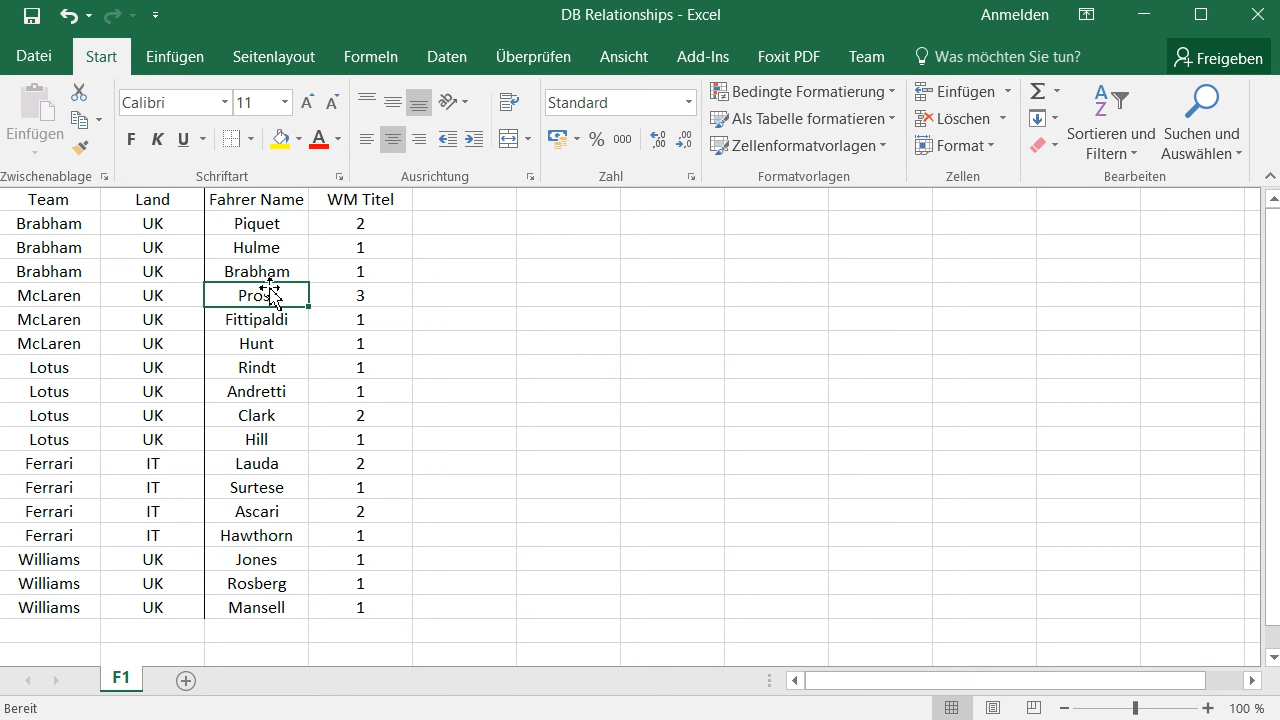 DB Relationships - Excel
Anmelden
Datei Start Einfügen Seitenlayout Formeln Daten Überprüfen Ansicht Add-Ins Foxit PDF Team Was möchten Sie tun? Freigeben
Einfügen
Calibri 11
F K U A
Standard
% 000
Bedingte Formatierung
Als Tabelle formatieren
Zellenformatvorlagen
Einfügen
Löschen
Format
Sortieren und Filtern
Suchen und Auswählen
Zwischenablage Schriftart Ausrichtung Zahl Formatvorlagen Zellen Bearbeiten
Team Land Fahrer Name WM Titel
Brabham UK Piquet 2
Brabham UK Hulme 1
Brabham UK Brabham 1
McLaren UK 3
McLaren UK Fittipaldi 1
McLaren UK Hunt 1
Lotus UK Rindt 1
Lotus UK Andretti 1
Lotus UK Clark 2
Lotus UK Hill 1
Ferrari IT Lauda 2
Ferrari IT Surtese 1
Ferrari IT Ascari 2
Ferrari IT Hawthorn 1
Williams UK Jones 1
Williams UK Rosberg 1
Williams UK Mansell 1
F1
Bereit
100 %